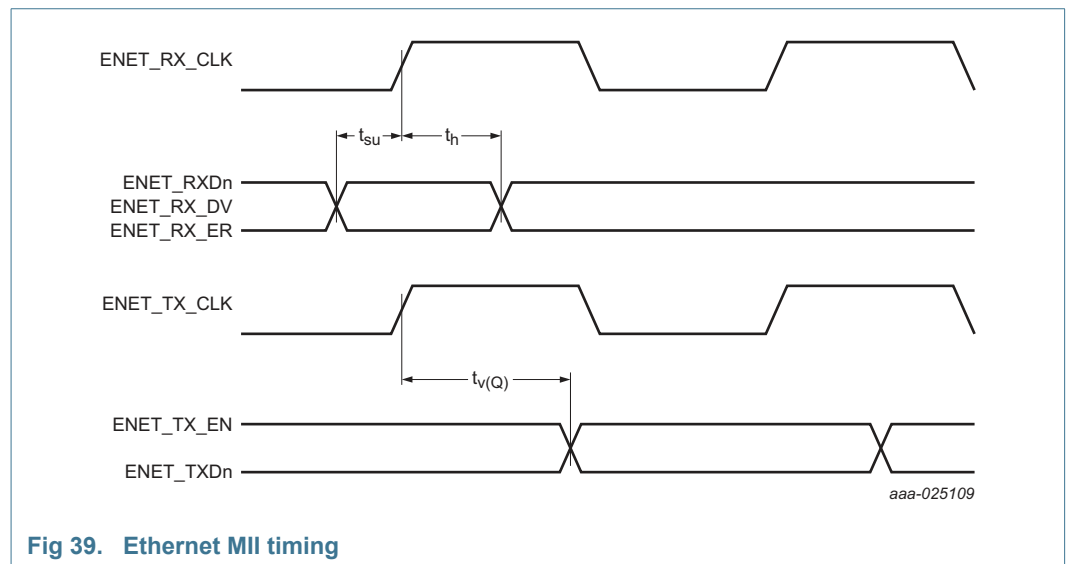 ENET_RX_CLK
tsu
th
ENET_RXDn
ENET_RX_DV
ENET_RX_ER
ENET_TX_CLK
tv(Q)
ENET_TX_EN
ENET_TXDn
aaa-025109
Fig 39. Ethernet MII timing